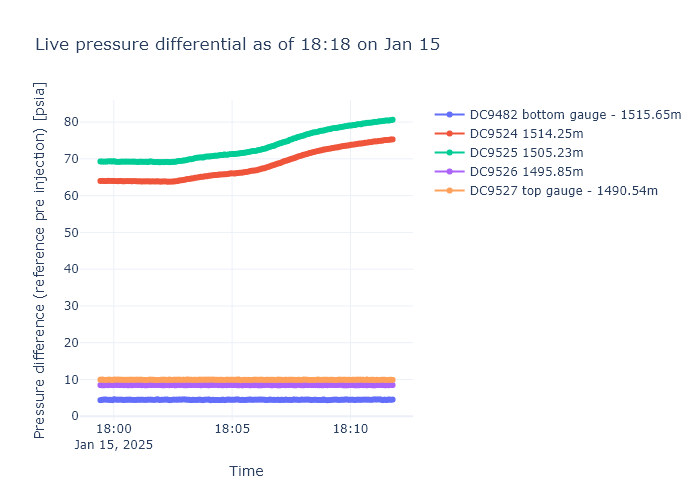 Live pressure differential as of 18:18 on Jan 15
Pressure difference (reference pre injection) [psia]
80
70
60
50
40
30
20
10
0
18:00
18:05
18:10
Jan 15, 2025
Time
DC9482 bottom gauge - 1515.65m
DC9524 1514.25m
DC9525 1505.23m
DC9526 1495.85m
DC9527 top gauge - 1490.54m